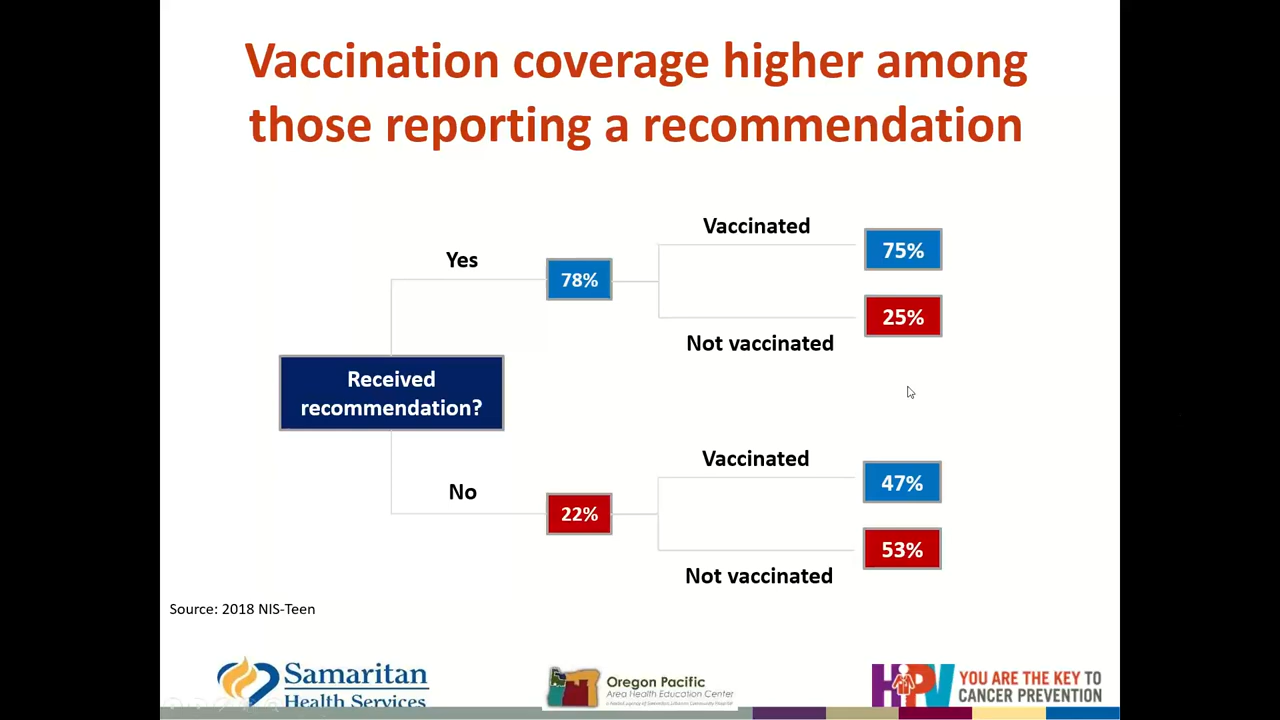 Vaccination coverage higher among
those reporting a recommendation
Vaccinated
75%
Yes
78%
25%
Not vaccinated
Received
recommendation?
Vaccinated
47%
No
22%
53%
Not vaccinated
Source: 2018 NIS-Teen
Samaritan
Health Services
Oregon Pacific
Area Health Education Center
HPV
YOU ARE THE KEY TO
CANCER PREVENTION